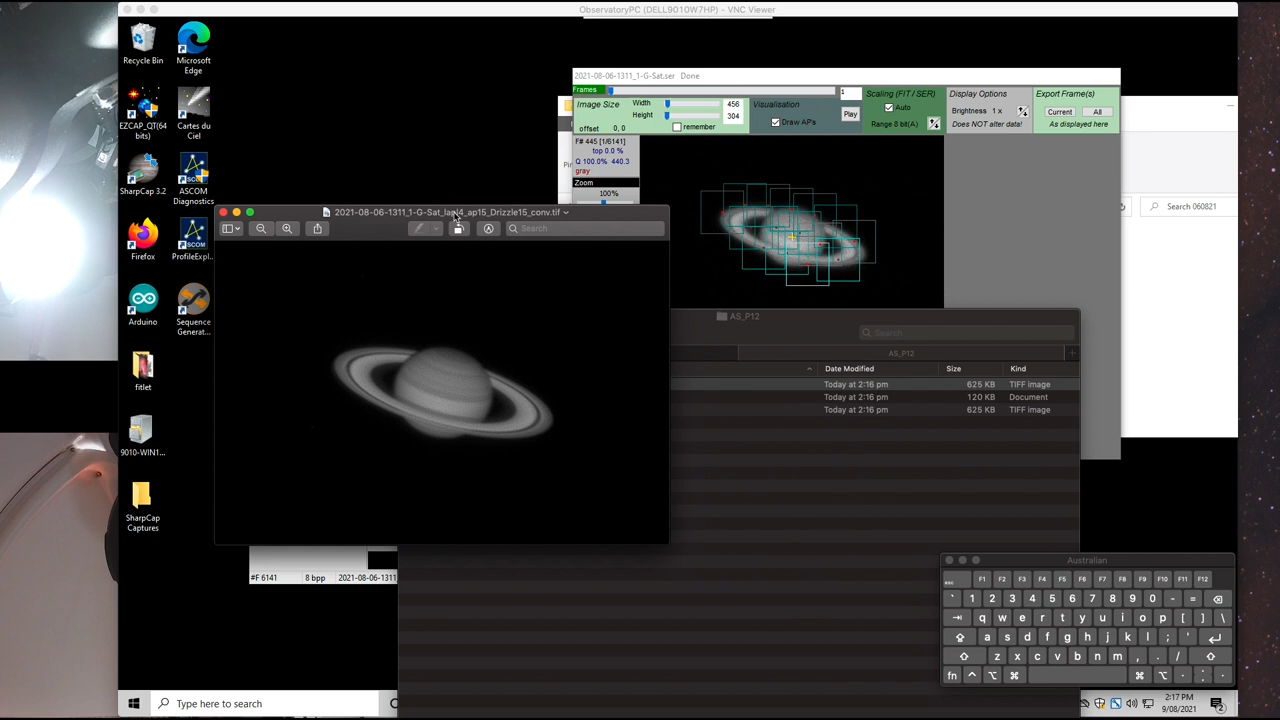 ObservatoryPC (DELL9010W7HP) - VNC Viewer
Recycle Bin
Microsoft
Edge
EZCAP_QT(64
bits)
Cartes du
Ciel
SharpCap 3.2
ASCOM
Diagnostics
Firefox
ProfileExpl...
Arduino
Sequence
Generat...
fitlet
9010-WIN1...
SharpCap
Captures
2021-08-06-1311_1-G-Sat.ser Done
Frames
1
Image Size
Width
456
Height
304
offset 0, 0
remember
Visualisation
Draw AP's
Play
Scaling (FIT / SER)
Auto
Range 8 bit(A)
Display Options
Brightness 1 x
Does NOT alter data!
Export Frame(s)
Current
All
As displayed here
F# 445 [1/6141]
top 0.0 %
Q 100.0% 440.3
gray
Zoom
100%
Search 060821
Search
AS_P12
Search
AS_P12
Date Modified
Size
Kind
Today at 2:16 pm 625 KB TIFF image
Today at 2:16 pm 120 KB Document
Today at 2:16 pm 625 KB TIFF image
#F 6141
8 bpp
2021-08-06-1311
Australian
esc F1 F2 F3 F4 F5 F6 F7 F8 F9 F10 F11 F12
` 1 2 3 4 5 6 7 8 9 0 - =
q w e r t y u i o p [ ] \
a s d f g h j k l ; '
z x c v b n m , . /
fn
Type here to search
2:17 PM
9/08/2021
2